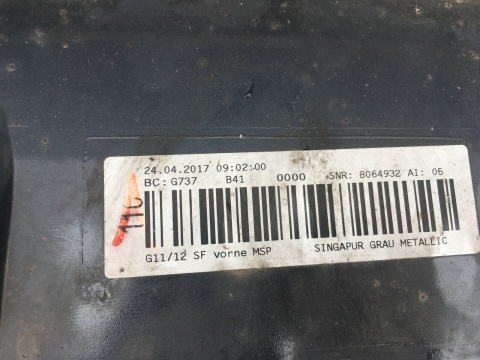 24.04.2017 09:02:00
BC: G737 B41 0000 SNR: 8064932 AI: 05
110
G11/12 SF vorne MSP SINGAPUR GRAU METALLIC